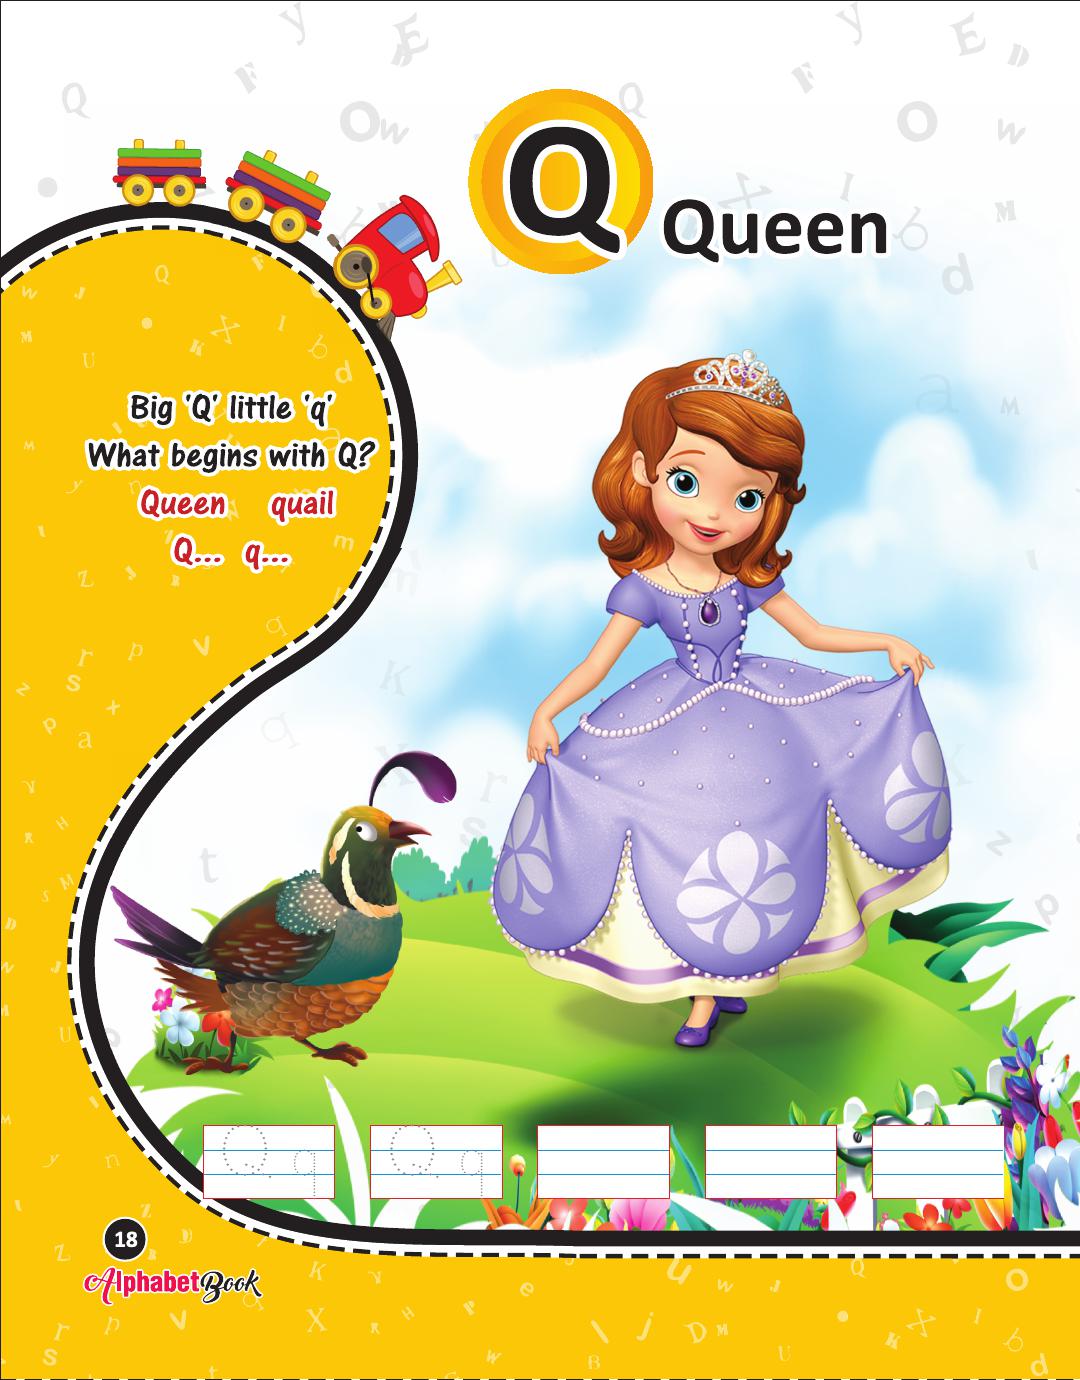 Q Queen
Big ‘Q’ little ‘q’
What begins with Q?
Queen quail
Q... q...
Q q Q q
18
AlphabetBook